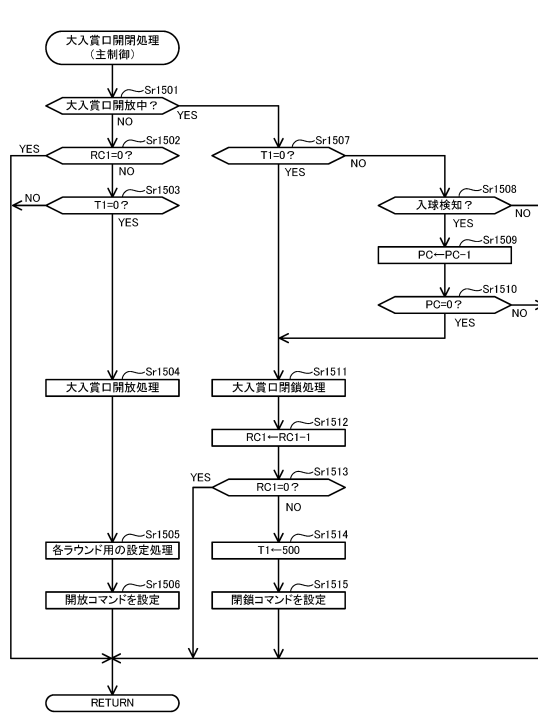 大入賞口開閉処理
（主制御）
Sr1501
大入賞口開放中？
YES
NO
Sr1502
RC1=0？
YES
NO
Sr1503
T1=0？
NO
YES
Sr1504
大入賞口開放処理
Sr1505
各ラウンド用の設定処理
Sr1506
開放コマンドを設定
Sr1507
T1=0？
NO
YES
Sr1508
入球検知？
NO
YES
Sr1509
PC←PC-1
Sr1510
PC=0？
NO
YES
Sr1511
大入賞口閉鎖処理
Sr1512
RC1←RC1-1
Sr1513
RC1=0？
YES
NO
Sr1514
T1←500
Sr1515
閉鎖コマンドを設定
RETURN